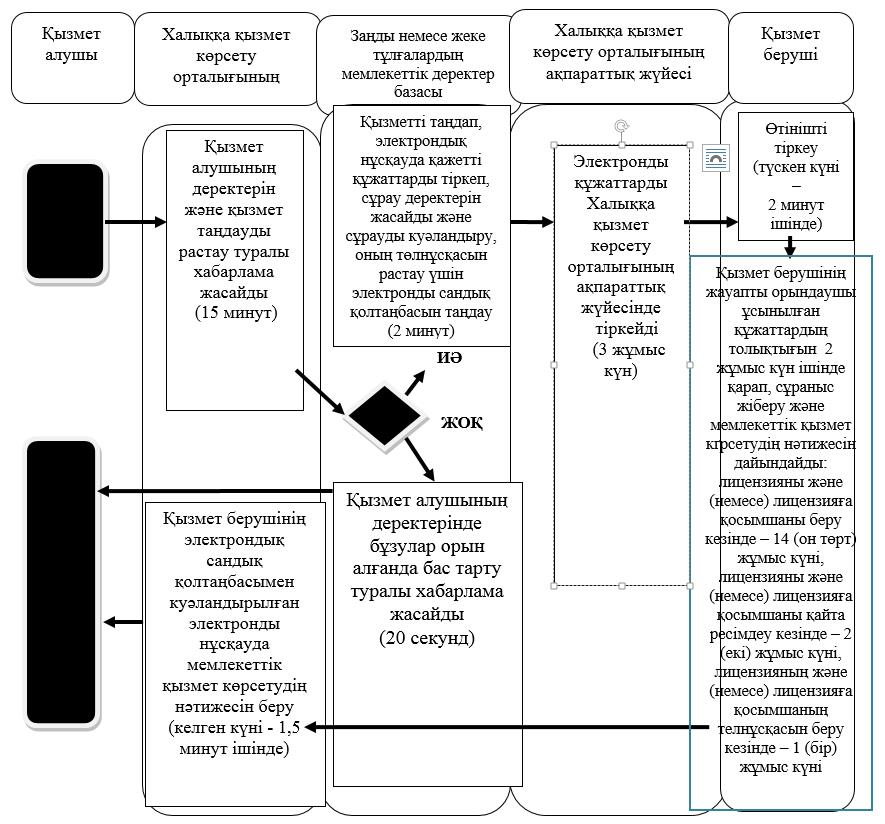 Қызмет
алушы
Халыққа қызмет
көрсету
орталығының
Заңды немесе жеке
тұлғалардың
мемлекеттік деректер
базасы
Халыққа қызмет
көрсету орталығының
ақпараттық жүйесі
Қызмет
беруші
Қызмет
алушының
деректерін
және қызмет
таңдауды
растау туралы
хабарлама
жасайды
(15 минут)
Қызметті таңдап,
электрондық
нұсқауда қажетті
құжаттарды тіркеп,
сұрау деректерін
жасайды және
сұрауды куәландыру,
оның төлнұсқасын
растау үшін
электронды сандық
қолтаңбасын таңдау
(2 минут)
Электронды
құжаттарды
Халыққа
қызмет
көрсету
орталығының
ақпараттық
жүйесінде
тіркейді
(3 жұмыс
күн)
Өтінішті
тіркеу
(түскен күні
–
2 минут
ішінде)
Қызмет берушінің
жауапты орындаушы
ұсынылған
құжаттардың
толықтығын 2
жұмыс күн ішінде
қарап, сұраныс
жіберу және
мемлекеттік қызмет
кґрсетудің нәтижесін
дайындайды:
лицензияны және
(немесе) лицензияға
қосымшаны беру
кезінде – 14 (он төрт)
жұмыс күні,
лицензияны және
(немесе) лицензияға
қосымшаны қайта
ресімдеу кезінде – 2
(екі) жұмыс күні,
лицензияның және
(немесе) лицензияға
қосымшаның
телнұсқасын беру
кезінде – 1 (бір)
жұмыс күні
ИӘ
ЖОҚ
Қызмет алушының
деректерінде
бұзулар орын
алғанда бас тарту
туралы хабарлама
жасайды
(20 секунд)
Қызмет берушінің
электрондық
сандық
қолтаңбасымен
куәландырылған
электронды
нұсқауда
мемлекеттік
қызмет көрсетудің
нәтижесін беру
(келген күні - 1,5
минут ішінде)